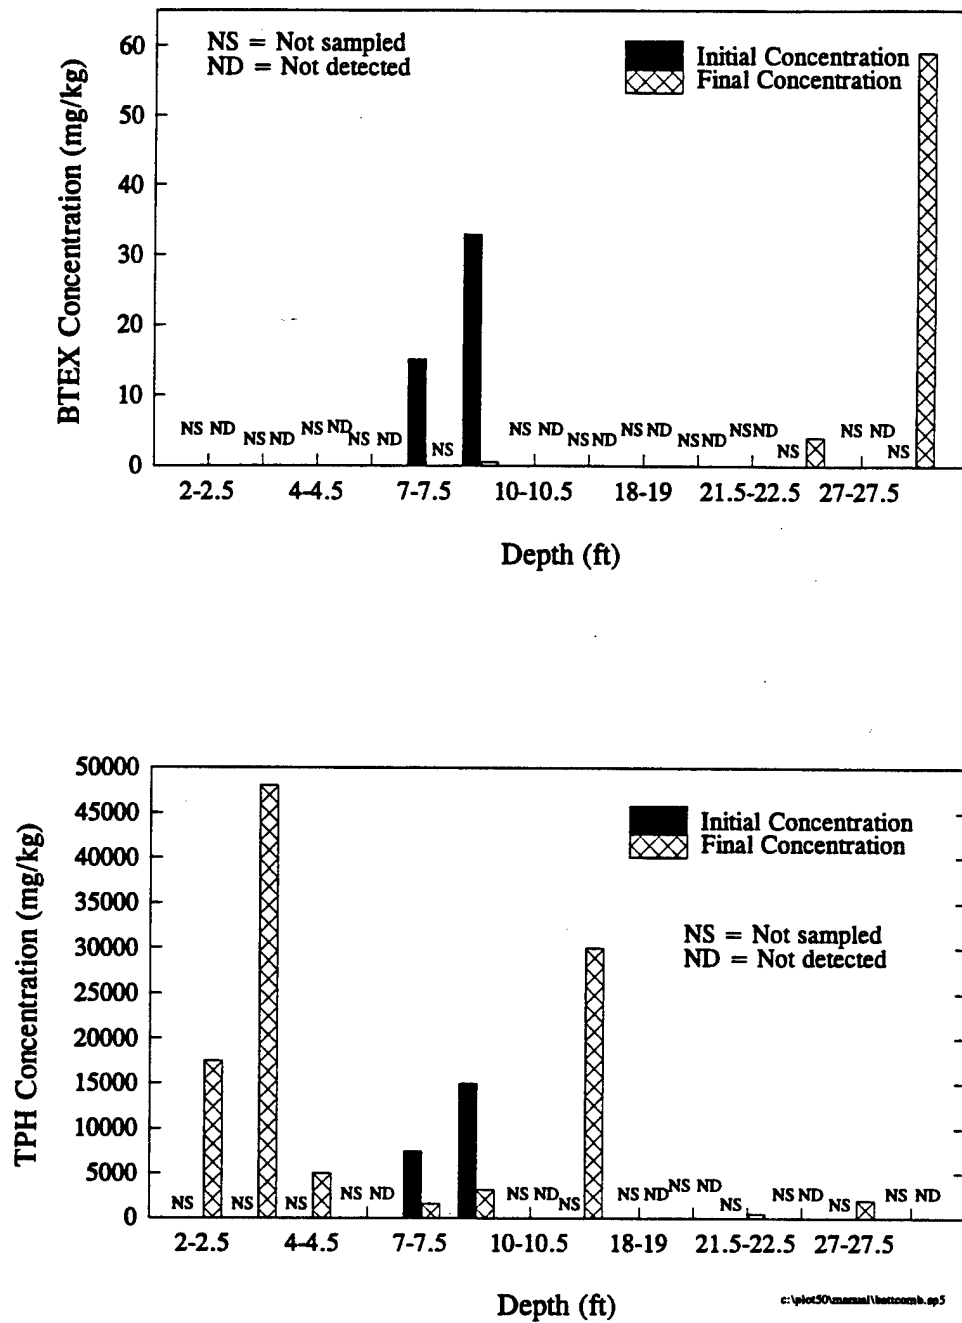 NS = Not sampled
ND = Not detected
Initial Concentration
Final Concentration
BTEX Concentration (mg/kg)
60
50
40
30
20
10
0
NS ND NS ND NS ND NS ND NS NS ND NS ND NS ND NS ND NS ND NS NS ND NS
2-2.5 4-4.5 7-7.5 10-10.5 18-19 21.5-22.5 27-27.5
Depth (ft)
TPH Concentration (mg/kg)
50000
45000
40000
35000
30000
25000
20000
15000
10000
5000
0
Initial Concentration
Final Concentration
NS = Not sampled
ND = Not detected
NS NS NS NS ND NS ND NS NS ND NS ND NS NS ND NS NS ND
2-2.5 4-4.5 7-7.5 10-10.5 18-19 21.5-22.5 27-27.5
Depth (ft)
c:\plot50\manual\battcomb.sp5